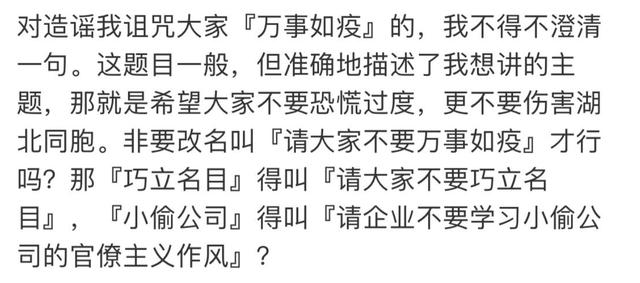 对造谣我诅咒大家『万事如疫』的，我不得不澄清
一句。这题目一般，但准确地描述了我想讲的主
题，那就是希望大家不要恐慌过度，更不要伤害湖
北同胞。非要改名叫『请大家不要万事如疫』才行
吗？那『巧立名目』得叫『请大家不要巧立名
目』，『小偷公司』得叫『请企业不要学习小偷公
司的官僚主义作风』？